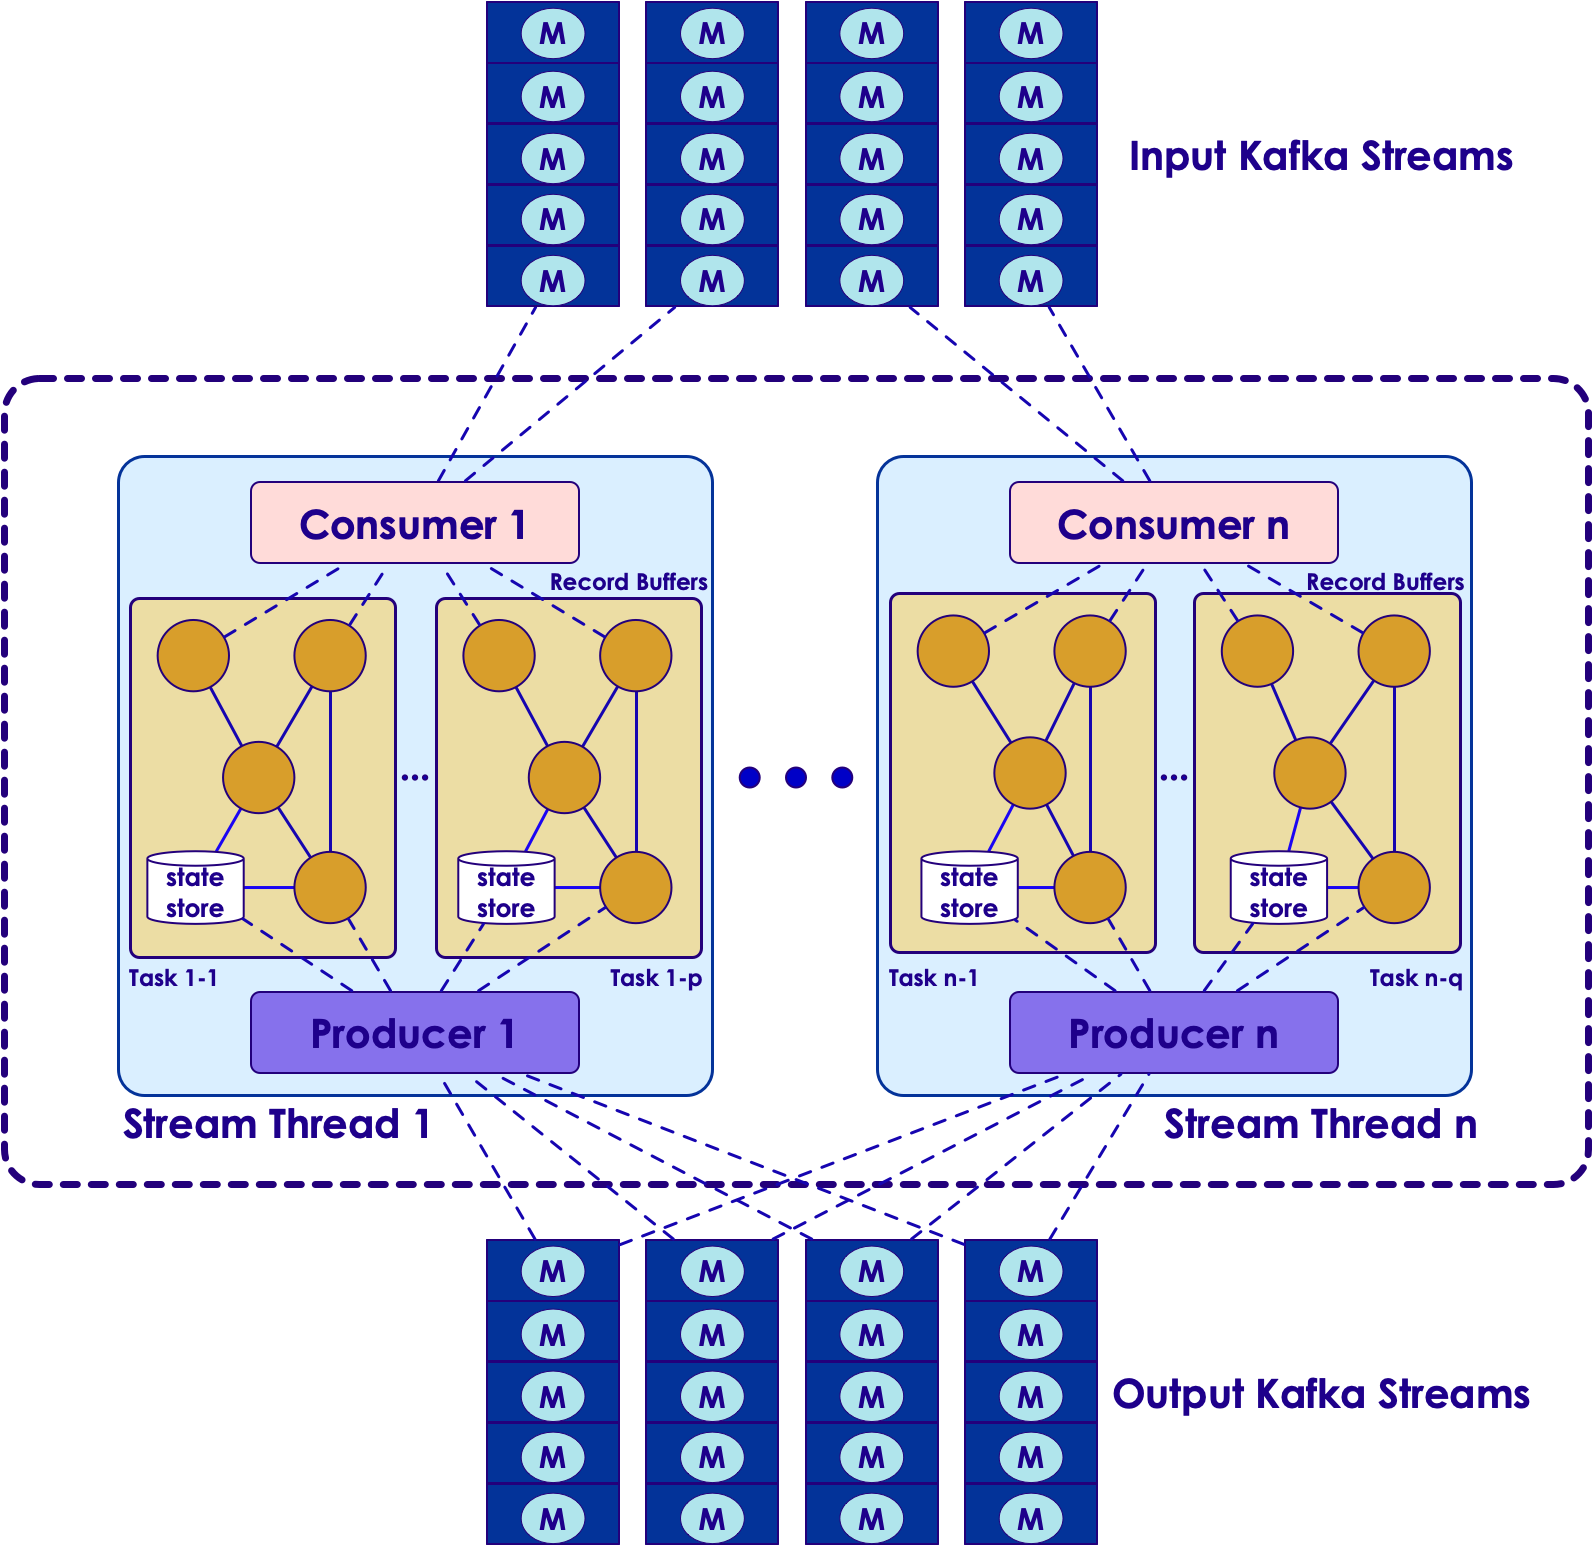 M M M M
M M M M
M M M M
Input Kafka Streams
M M M M
M M M M
Consumer 1
Consumer n
Record Buffers
Record Buffers
...
...
state
store
state
store
state
store
state
store
Task 1-1
Task 1-p
Task n-1
Task n-q
Producer 1
Producer n
Stream Thread 1
Stream Thread n
M M M M
M M M M
M M M M
Output Kafka Streams
M M M M
M M M M